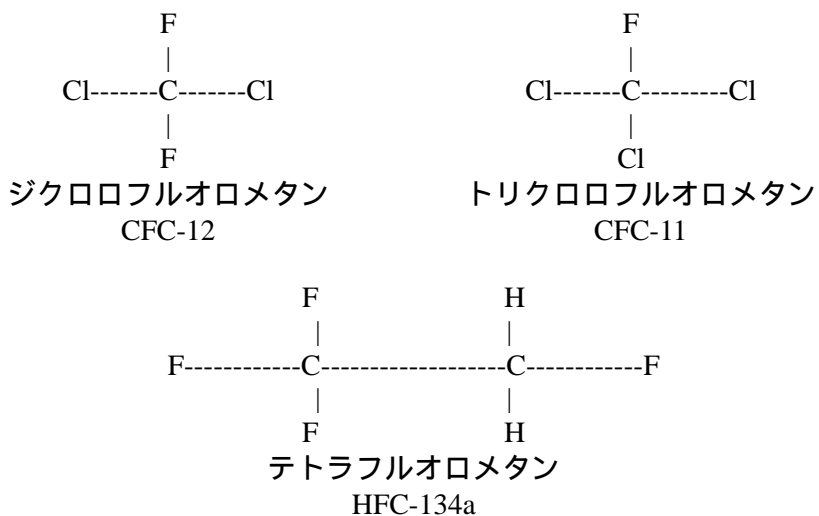 F F
| |
Cl-------C-------Cl Cl-------C---------Cl
| |
F Cl
ジクロロフルオロメタン トリクロロフルオロメタン
CFC-12 CFC-11
F H
| |
F------------C-------------------C------------F
| |
F H
テトラフルオロメタン
HFC-134a